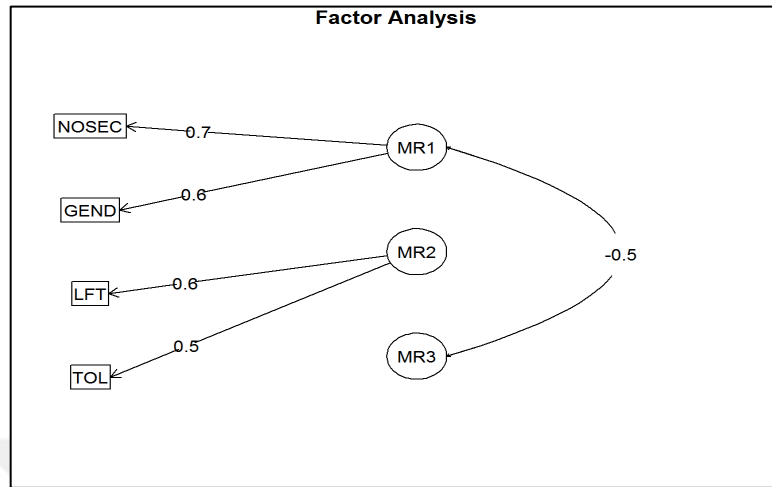 Factor Analysis
NOSEC
0.7
MR1
GEND
0.6
MR2
-0.5
LFT
0.6
TOL
0.5
MR3